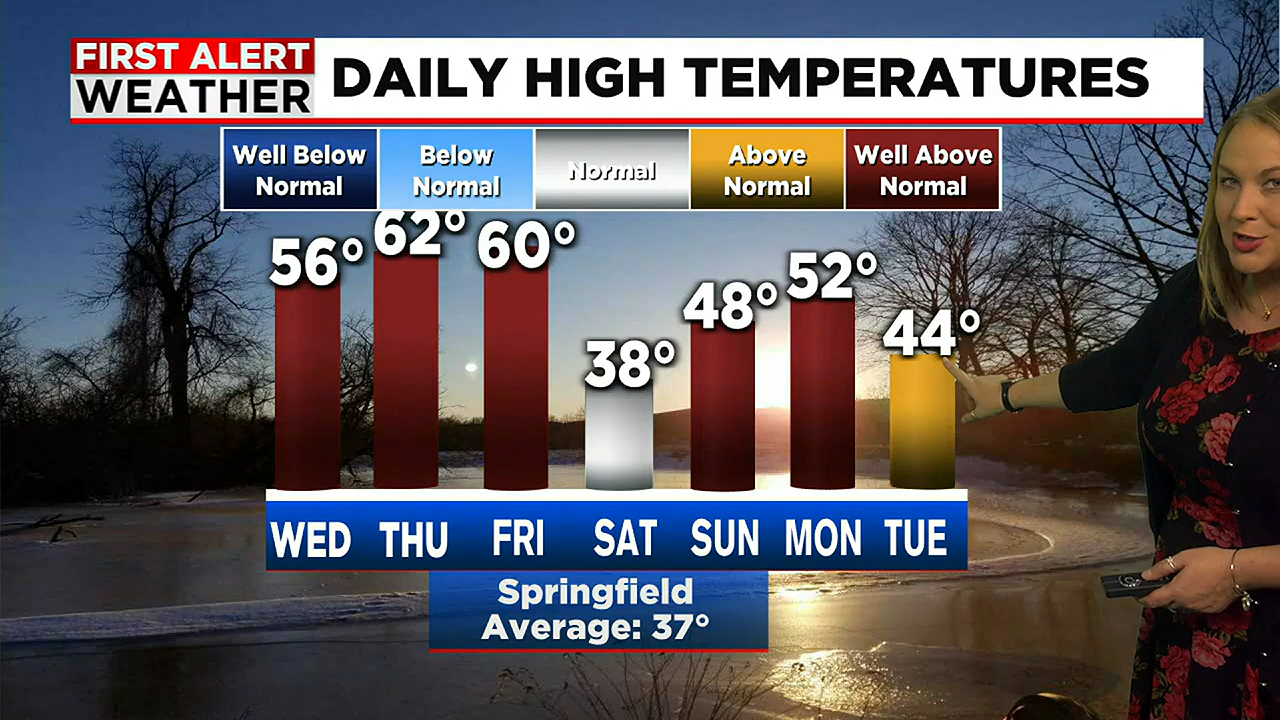 FIRST ALERT
WEATHER
DAILY HIGH TEMPERATURES
Well Below
Normal
Below
Normal
Normal
Above
Normal
Well Above
Normal
56°
62°
60°
38°
48°
52°
44°
WED THU FRI SAT SUN MON TUE
Springfield
Average: 37°